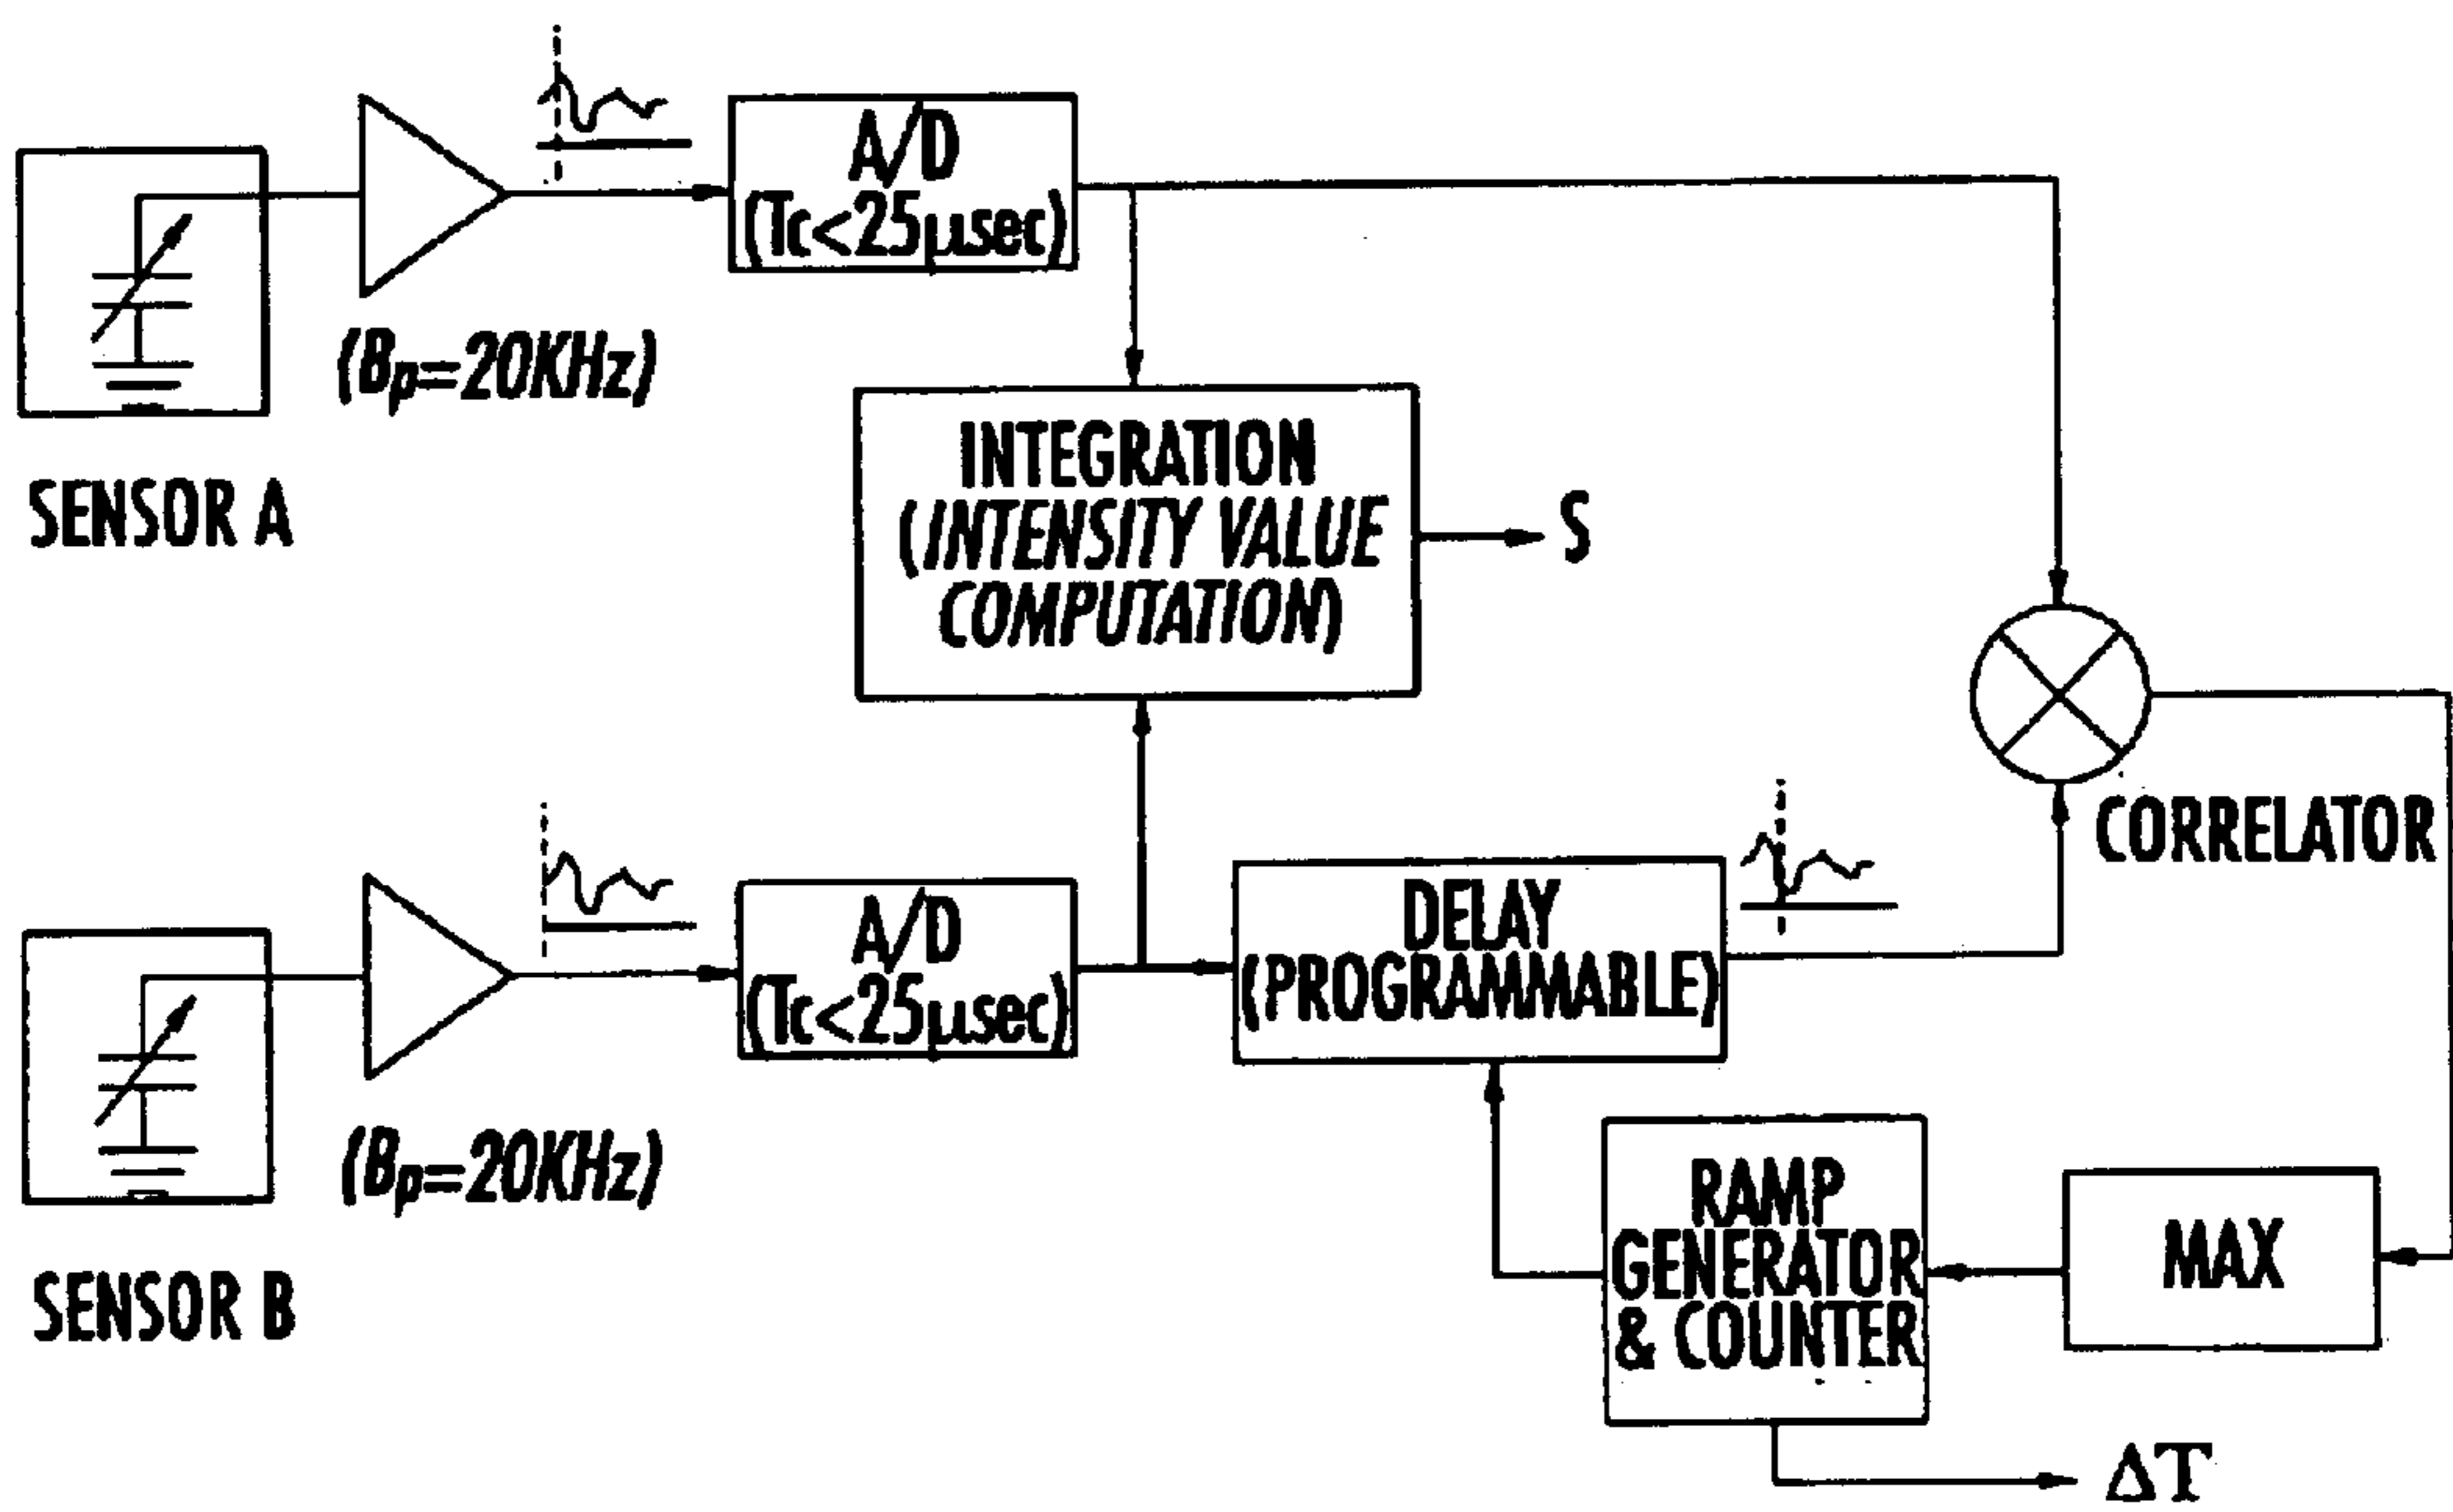 A/D
(Tc<25μsec)
(Bp=20KHz)
SENSOR A
INTEGRATION
(INTENSITY VALUE
COMPUTATION)
S
CORRELATOR
A/D
(Tc<25μsec)
DELAY
(PROGRAMMABLE)
(Bp=20KHz)
SENSOR B
RAMP
GENERATOR
& COUNTER
MAX
ΔT